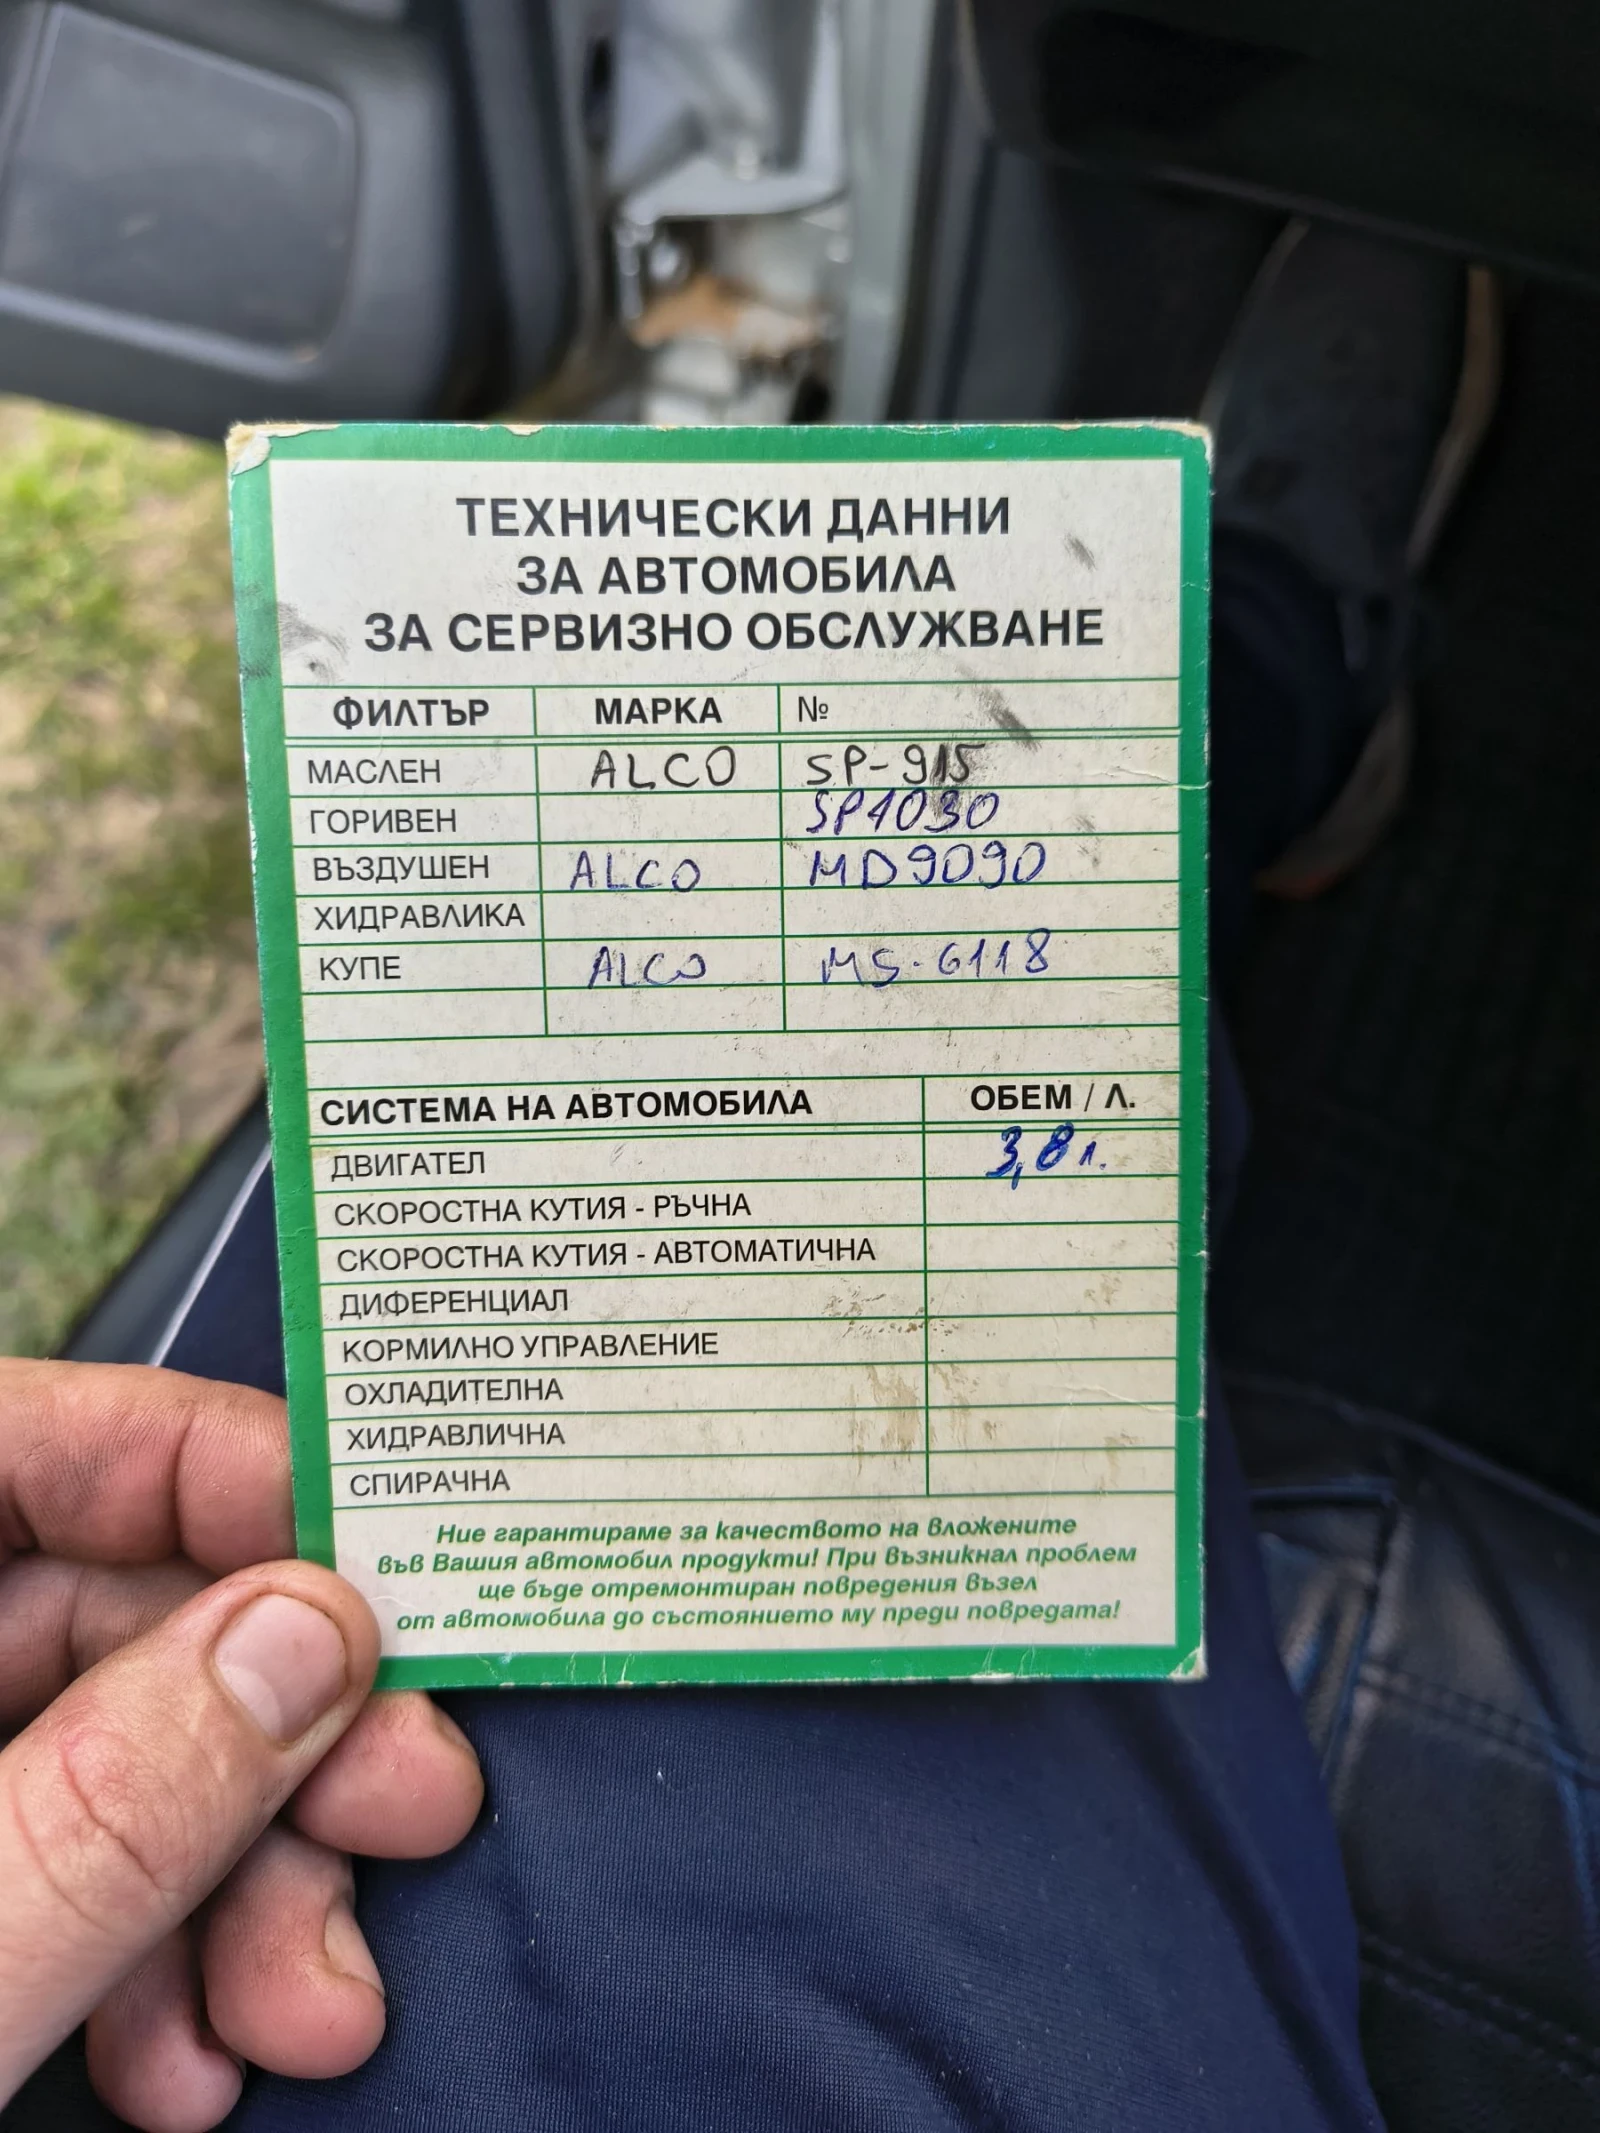 ТЕХНИЧЕСКИ ДАННИ
ЗА АВТОМОБИЛА
ЗА СЕРВИЗНО ОБСЛУЖВАНЕ
ФИЛТЪР МАРКА №
МАСЛЕН ALCO SP-915
ГОРИВЕН SP1030
ВЪЗДУШЕН ALCO MD9090
ХИДРАВЛИКА
КУПЕ ALCO MS-6118
СИСТЕМА НА АВТОМОБИЛА ОБЕМ / Л.
ДВИГАТЕЛ 3,8 л.
СКОРОСТНА КУТИЯ - РЪЧНА
СКОРОСТНА КУТИЯ - АВТОМАТИЧНА
ДИФЕРЕНЦИАЛ
КОРМИЛНО УПРАВЛЕНИЕ
ОХЛАДИТЕЛНА
ХИДРАВЛИЧНА
СПИРАЧНА
Ние гарантираме за качеството на вложените
във Вашия автомобил продукти! При възникнал проблем
ще бъде отремонтиран повредения възел
от автомобила до състоянието му преди повредата!